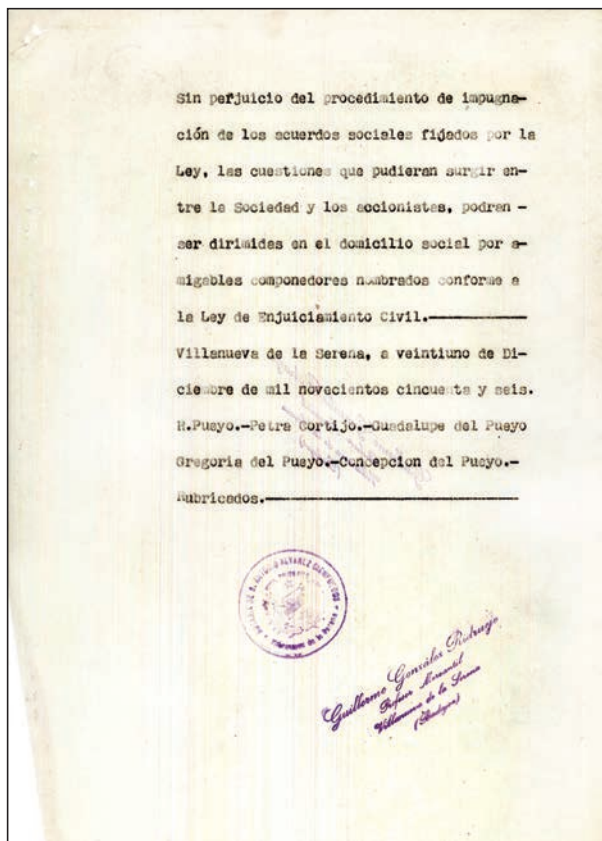 Sin perjuicio del procedimiento de impugna-
ción de los acuerdos sociales fijados por la
Ley, las cuestiones que pudieran surgir en-
tre la Sociedad y los accionistas, podran -
ser dirimidas en el domicilio social por a-
migables componedores nombrados conforme a
la Ley de Enjuiciamiento Civil.-
Villanueva de la Serena, a veintiuno de Di-
ciembre de mil novecientos cincuenta y seis.
R.Pueyo.-Petra Cortijo.-Guadalupe del Pueyo
Gregoria del Pueyo.-Concepcion del Pueyo.-
Rubricados.-
ALVAREZ CIENFUEGOS
Guillermo González
Profesor Mercantil
Villanueva de la Serena
(Badajoz)